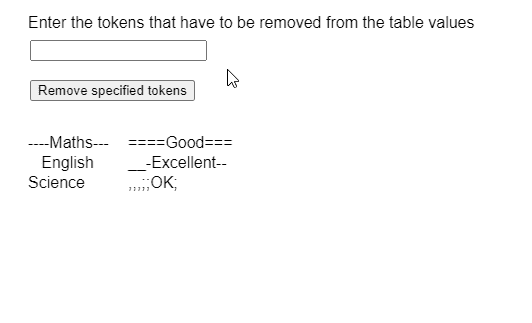 Enter the tokens that have to be removed from the table values
Remove specified tokens
----Maths--- ====Good===
English __-Excellent--
Science ,,,,;;OK;